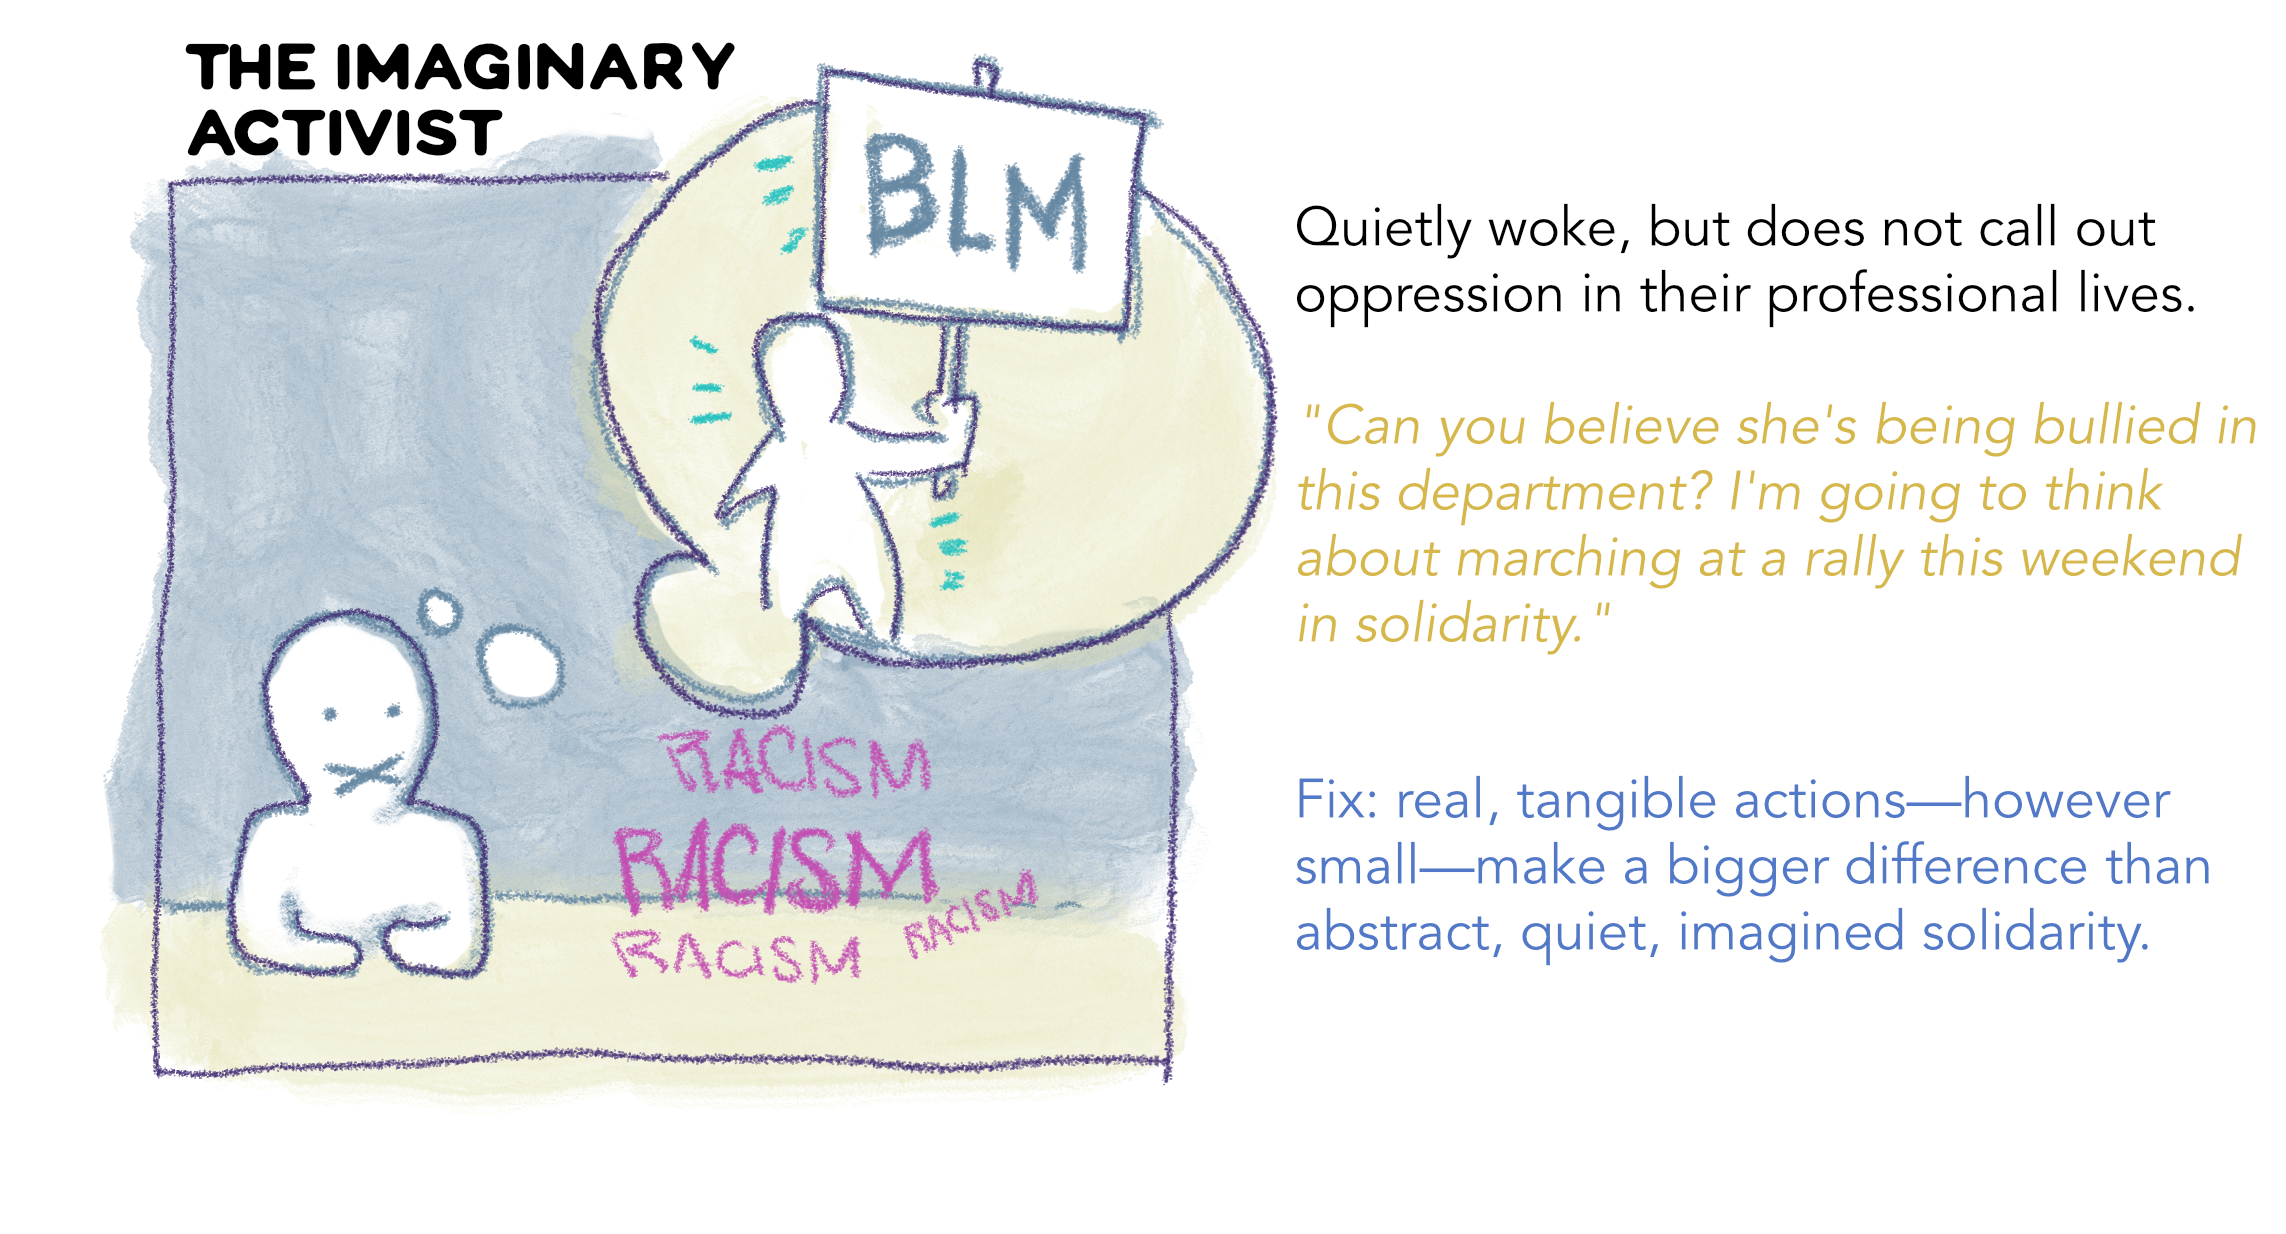 THE IMAGINARY
ACTIVIST
BLM
RACISM
RACISM
RACISM
RACISM
Quietly woke, but does not call out
oppression in their professional lives.
"Can you believe she's being bullied in
this department? I'm going to think
about marching at a rally this weekend
in solidarity."
Fix: real, tangible actions—however
small—make a bigger difference than
abstract, quiet, imagined solidarity.